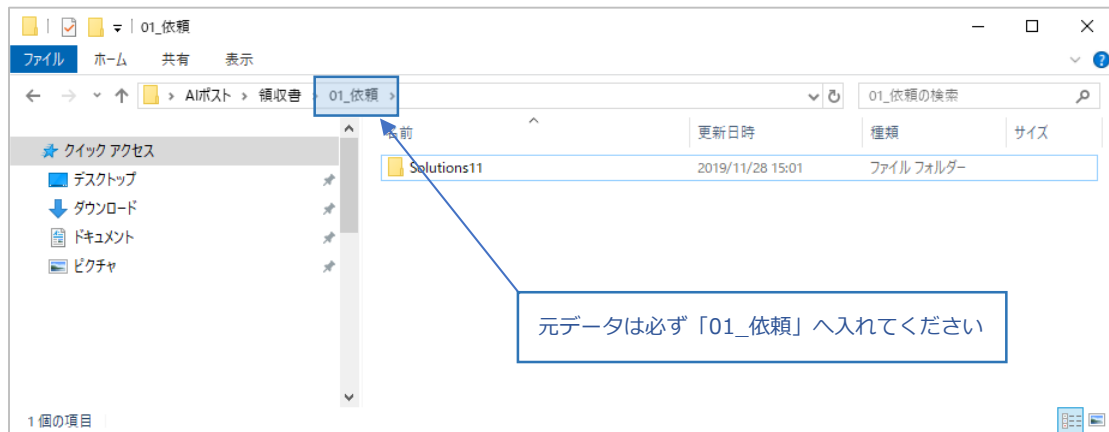 01_依頼
ファイル ホーム 共有 表示
AIポスト 領収書 01_依頼 01_依頼の検索
名前 更新日時 種類 サイズ
クイック アクセス
Solutions11 2019/11/28 15:01 ファイル フォルダー
デスクトップ
ダウンロード
ドキュメント
ピクチャ
元データは必ず「01_依頼」へ入れてください
1 個の項目